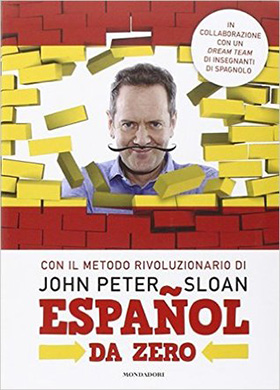 IN
COLLABORAZIONE
CON UN
DREAM TEAM
DI INSEGNANTI
DI SPAGNOLO
CON IL METODO RIVOLUZIONARIO DI
JOHN PETER SLOAN
ESPAÑOL
DA ZERO
MONDADORI